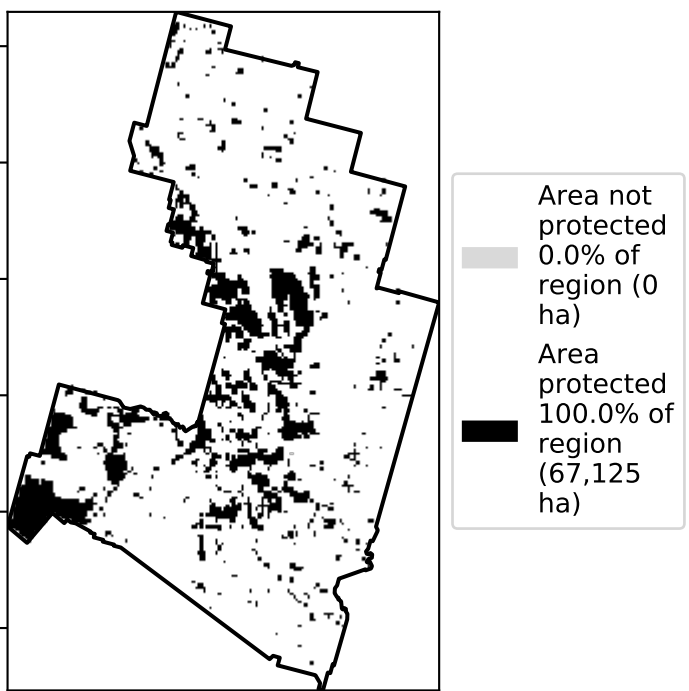 Area not
protected
0.0% of
region (0
ha)
Area
protected
100.0% of
region
(67,125
ha)